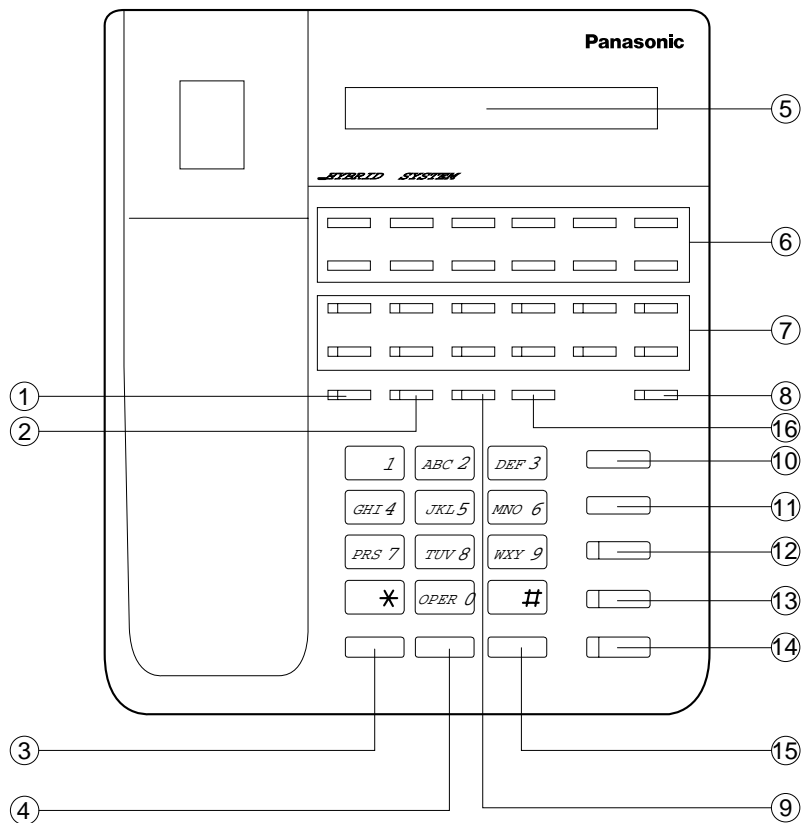 Panasonic
5
HYBRID SYSTEM
6
7
1
8
2
16
1 ABC 2 DEF 3
10
GHI 4 JKL 5 MNO 6
11
PRS 7 TUV 8 WXY 9
12
* OPER 0 #
13
14
3
15
4
9